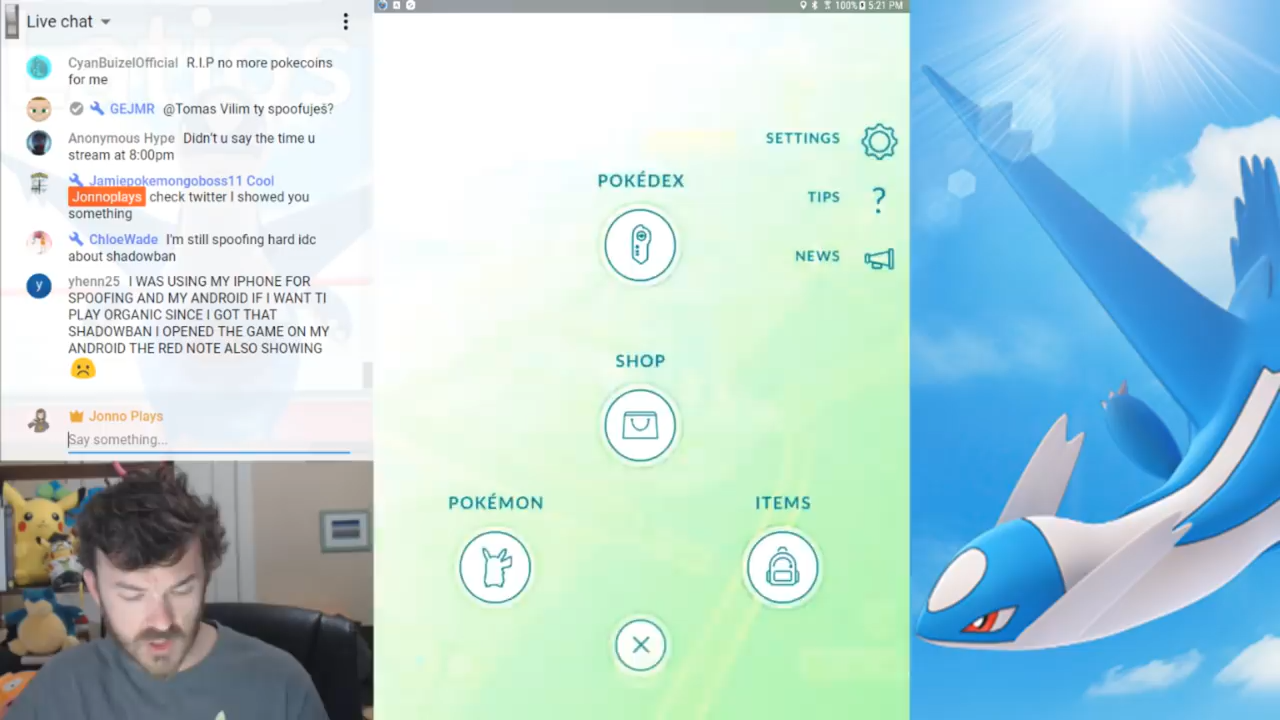 Live chat
CyanBuizelOfficial R.I.P no more pokecoins
for me
GEJMR @Tomas Vilim ty spoofuješ?
Anonymous Hype Didn't u say the time u
stream at 8:00pm
Jamiepokemongoboss11 Cool
Jonnoplays check twitter I showed you
something
ChloeWade I'm still spoofing hard idc
about shadowban
y
yhenn25 I WAS USING MY IPHONE FOR
SPOOFING AND MY ANDROID IF I WANT TI
PLAY ORGANIC SINCE I GOT THAT
SHADOWBAN I OPENED THE GAME ON MY
ANDROID THE RED NOTE ALSO SHOWING
Jonno Plays
Say something...
100% 5:21 PM
SETTINGS
POKÉDEX
TIPS
?
NEWS
SHOP
POKÉMON
ITEMS